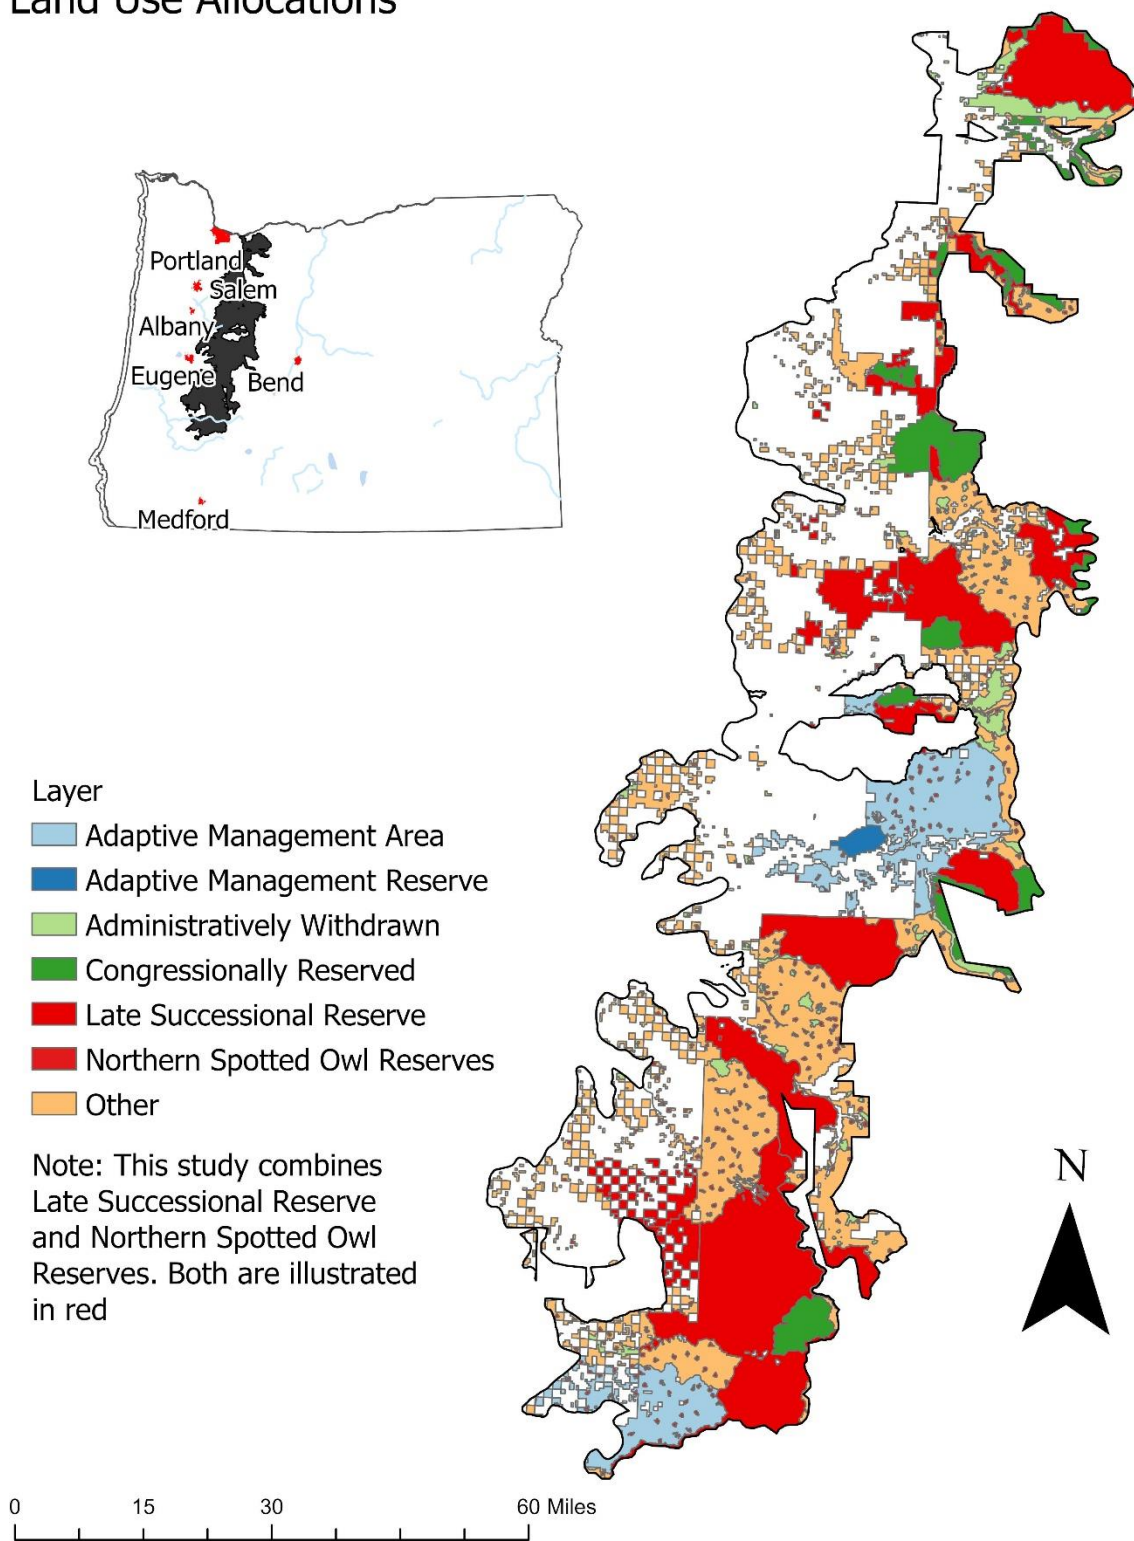 Land Use Allocations
Portland
Salem
Albany
Eugene
Bend
Medford
Layer
Adaptive Management Area
Adaptive Management Reserve
Administratively Withdrawn
Congressionally Reserved
Late Successional Reserve
Northern Spotted Owl Reserves
Other
Note: This study combines
Late Successional Reserve
and Northern Spotted Owl
Reserves. Both are illustrated
in red
N
0 15 30 60 Miles